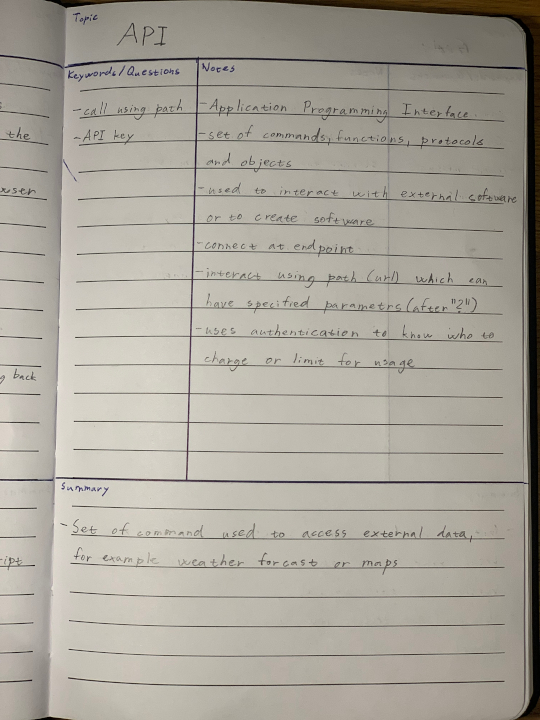 Topic
API
Keywords/Questions
- call using path
- API key
Notes
- Application Programming Interface
- set of commands, functions, protocols
and objects
- used to interact with external software
or to create software
- connect at endpoint
- interact using path (url) which can
have specified parametrs (after "?")
- uses authentication to know who to
charge or limit for usage
Summary
- Set of command used to access external data,
for example weather forcast or maps
the
back